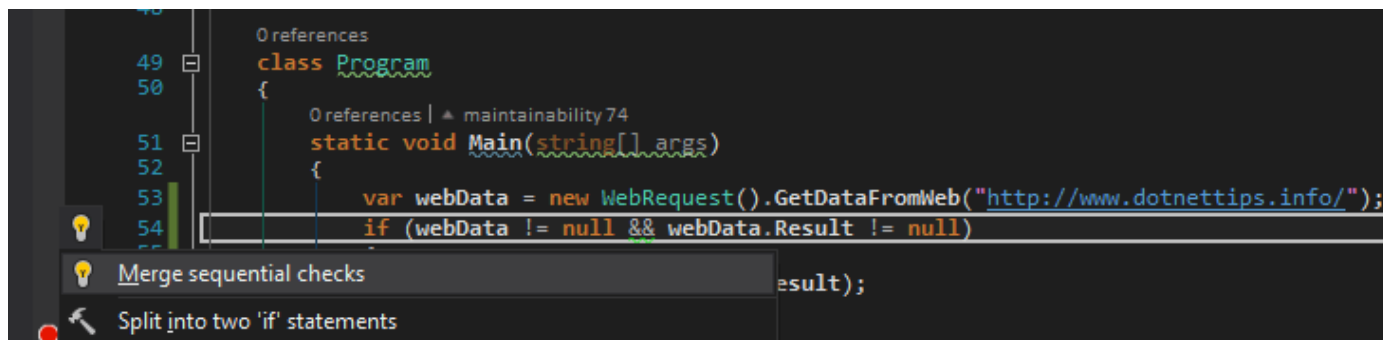 0 references
49 class Program
50 {
0 references | ▲ maintainability 74
51 static void Main(string[] args)
52 {
53 var webData = new WebRequest().GetDataFromWeb("http://www.dotnettips.info/");
54 if (webData != null && webData.Result != null)
Merge sequential checks
esult);
Split into two 'if' statements